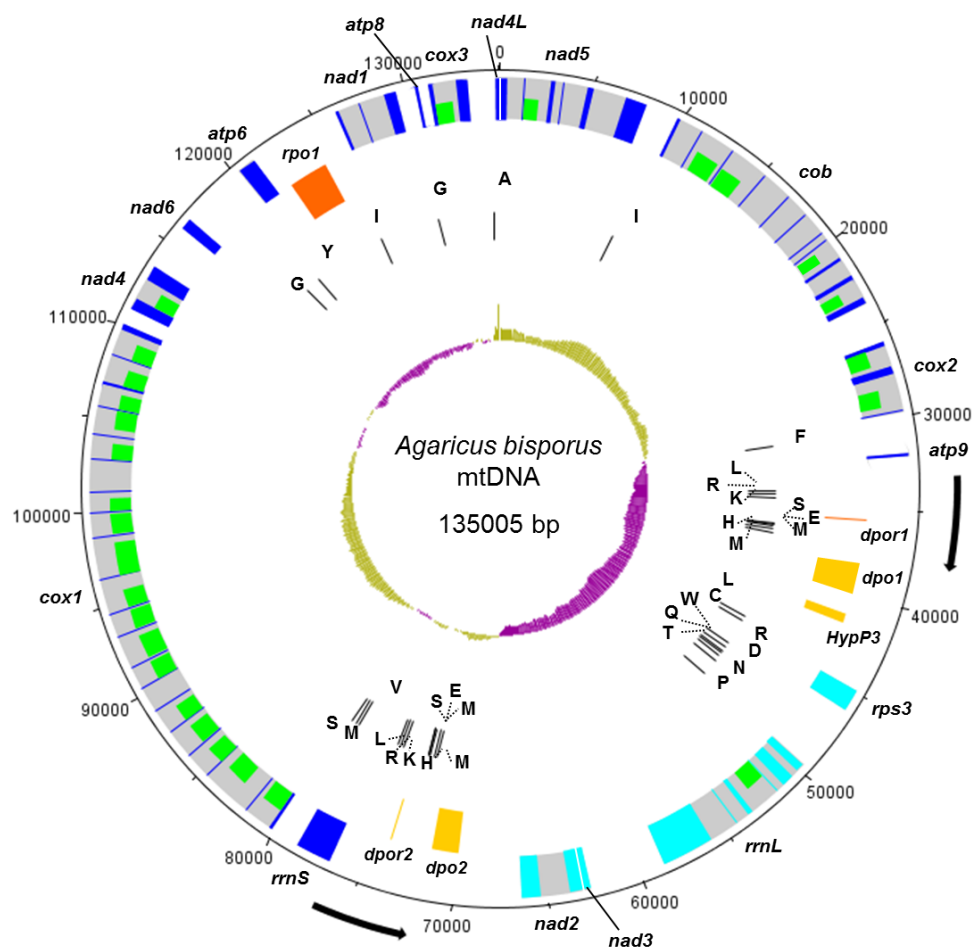 atp8
nad4L
130000
cox3
0
nad5
nad1
10000
atp6
120000
rpo1
cob
G
A
I
I
nad6
20000
Y
nad4
G
110000
cox2
30000
Agaricus bisporus
mtDNA
135005 bp
F
atp9
L
R
K
S
E
M
H
M
dpor1
100000
dpo1
L
C
W
Q
T
R
D
N
P
40000
HypP3
cox1
rps3
90000
V
S
E
M
S
M
L
R
K
H
M
50000
rrnL
80000
dpor2
dpo2
rrnS
60000
70000
nad2
nad3